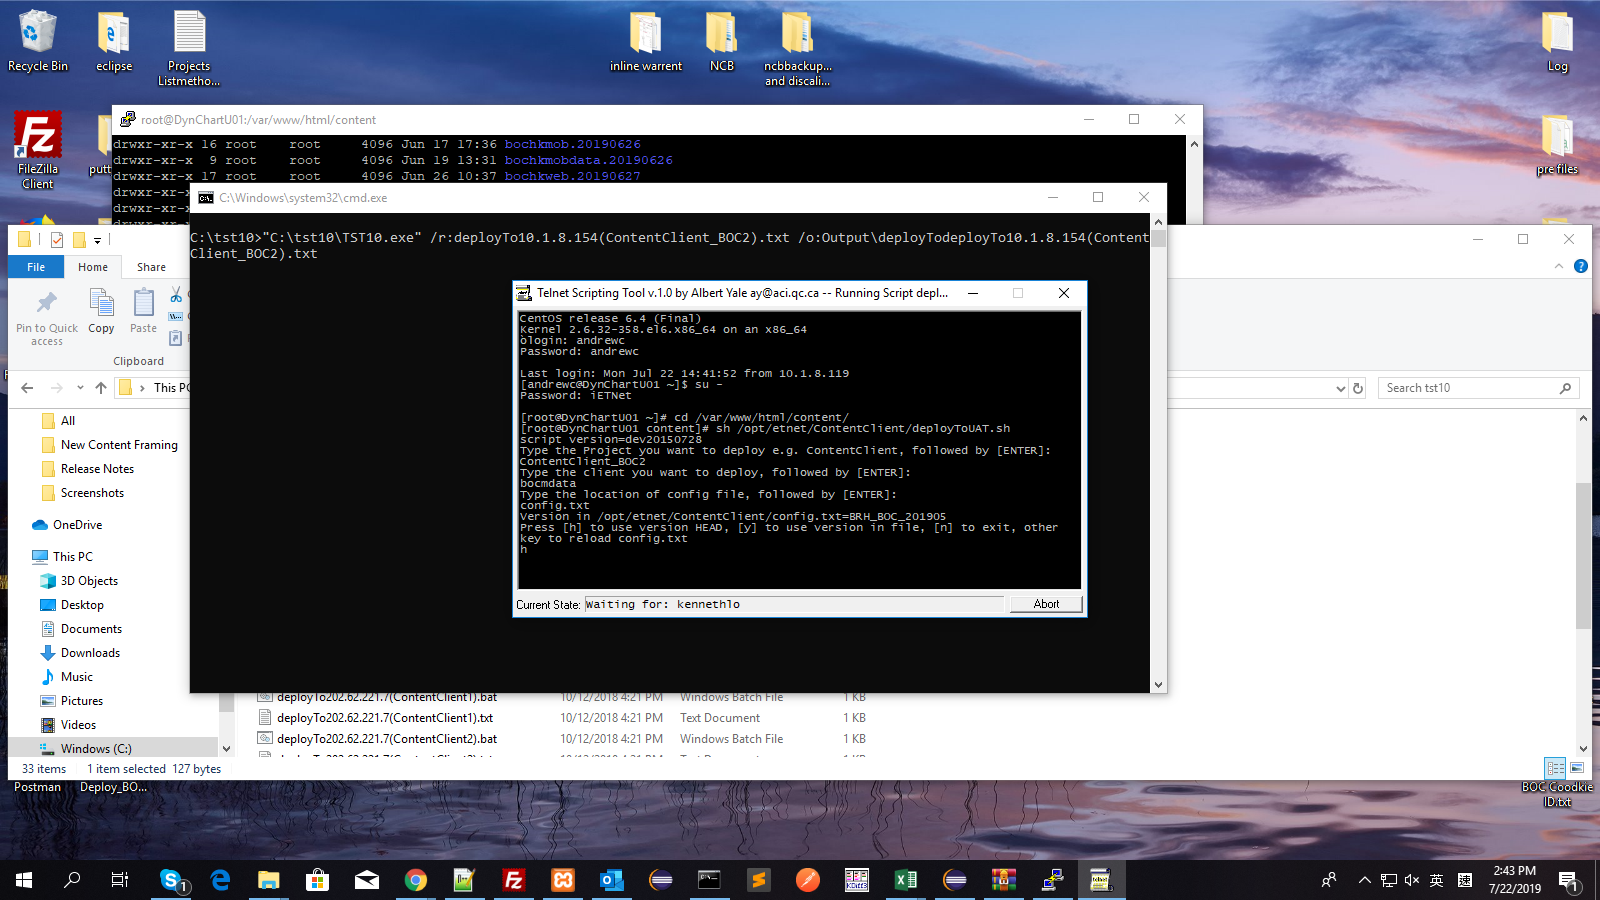 Recycle Bin
eclipse
Projects
Listmetho...
inline warrent
NCB
ncbbackup...
and discali...
Log
FileZilla
Client
putt
pre files
root@DynChartU01:/var/www/html/content
drwxr-xr-x 16 root root 4096 Jun 17 17:36 bochkmob.20190626
drwxr-xr-x 9 root root 4096 Jun 19 13:31 bochkmobdata.20190626
drwxr-xr-x 17 root root 4096 Jun 26 10:37 bochkweb.20190627
drwxr-xr-x
drwxr-xr-x
C:\Windows\system32\cmd.exe
C:\tst10>"C:\tst10\TST10.exe" /r:deployTo10.1.8.154(ContentClient_BOC2).txt /o:Output\deployTodeployTo10.1.8.154(Content
Client_BOC2).txt
Telnet Scripting Tool v.1.0 by Albert Yale ay@aci.qc.ca -- Running Script depl...
CentOS release 6.4 (Final)
Kernel 2.6.32-358.el6.x86_64 on an x86_64
ologin: andrewc
Password: andrewc
Last login: Mon Jul 22 14:41:52 from 10.1.8.119
[andrewc@DynChartU01 ~]$ su -
Password: iETNet
[root@DynChartU01 ~]# cd /var/www/html/content/
[root@DynChartU01 content]# sh /opt/etnet/ContentClient/deployToUAT.sh
script version=dev20150728
Type the Project you want to deploy e.g. ContentClient, followed by [ENTER]:
ContentClient_BOC2
Type the client you want to deploy, followed by [ENTER]:
bocmdata
Type the location of config file, followed by [ENTER]:
config.txt
Version in /opt/etnet/ContentClient/config.txt=BRH_BOC_201905
Press [h] to use version HEAD, [y] to use version in file, [n] to exit, other
key to reload config.txt
h
Current State: Waiting for: kennethlo
Abort
File Home Share
Pin to Quick
access
Copy
Paste
Clipboard
This PC
Search tst10
All
New Content Framing
Release Notes
Screenshots
OneDrive
This PC
3D Objects
Desktop
Documents
Downloads
Music
Pictures
Videos
Windows (C:)
deployTo202.62.221.7(ContentClient1).bat 10/12/2018 4:21 PM Windows Batch File 1 KB
deployTo202.62.221.7(ContentClient1).txt 10/12/2018 4:21 PM Text Document 1 KB
deployTo202.62.221.7(ContentClient2).bat 10/12/2018 4:21 PM Windows Batch File 1 KB
33 items 1 item selected 127 bytes
Postman
Deploy_BO...
BOC Coodkie
ID.txt
英
2:43 PM
7/22/2019
1
1